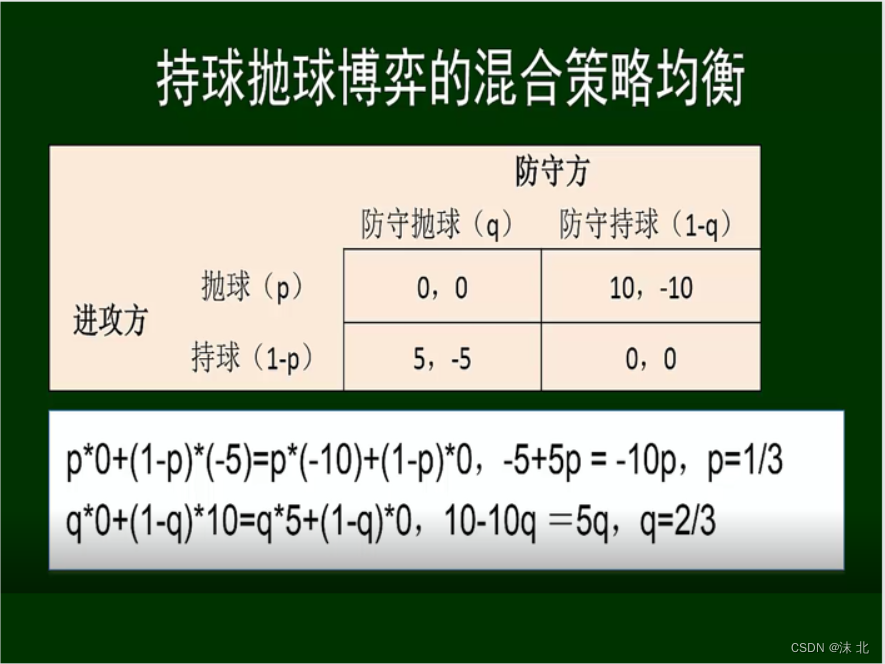 持球抛球博弈的混合策略均衡
防守方
防守抛球（q） 防守持球（1-q）
抛球（p） 0，0 10，-10
进攻方
持球（1-p） 5，-5 0，0
p*0+(1-p)*(-5)=p*(-10)+(1-p)*0，-5+5p = -10p，p=1/3
q*0+(1-q)*10=q*5+(1-q)*0，10-10q ＝5q，q=2/3
CSDN @沫 北